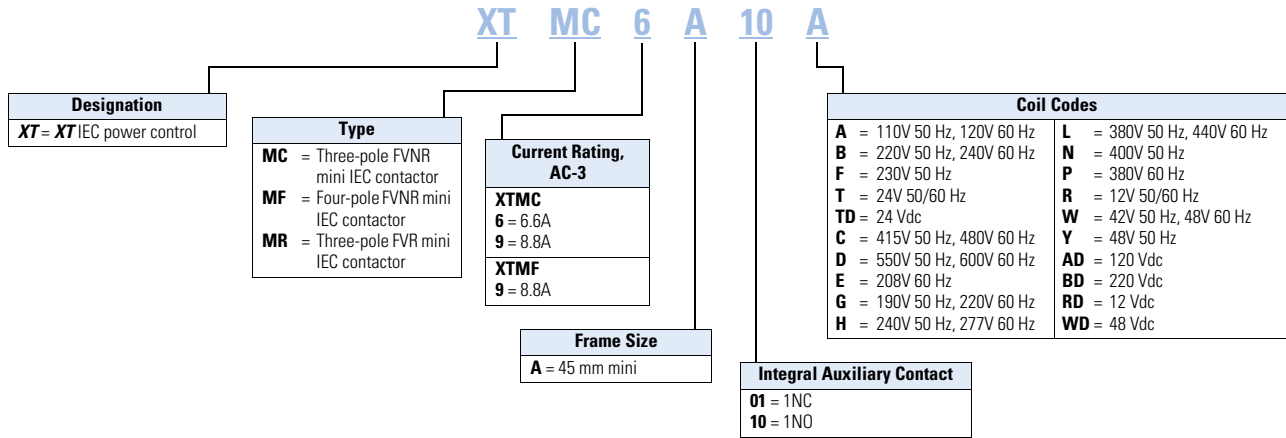 XT MC 6 A 10 A
Designation
XT = XT IEC power control
Type
MC = Three-pole FVNR
mini IEC contactor
MF = Four-pole FVNR mini
IEC contactor
MR = Three-pole FVR mini
IEC contactor
Current Rating,
AC-3
XTMC
6 = 6.6A
9 = 8.8A
XTMF
9 = 8.8A
Frame Size
A = 45 mm mini
Integral Auxiliary Contact
01 = 1NC
10 = 1NO
Coil Codes
A = 110V 50 Hz, 120V 60 Hz
B = 220V 50 Hz, 240V 60 Hz
F = 230V 50 Hz
T = 24V 50/60 Hz
TD = 24 Vdc
C = 415V 50 Hz, 480V 60 Hz
D = 550V 50 Hz, 600V 60 Hz
E = 208V 60 Hz
G = 190V 50 Hz, 220V 60 Hz
H = 240V 50 Hz, 277V 60 Hz
L = 380V 50 Hz, 440V 60 Hz
N = 400V 50 Hz
P = 380V 60 Hz
R = 12V 50/60 Hz
W = 42V 50 Hz, 48V 60 Hz
Y = 48V 50 Hz
AD = 120 Vdc
BD = 220 Vdc
RD = 12 Vdc
WD = 48 Vdc